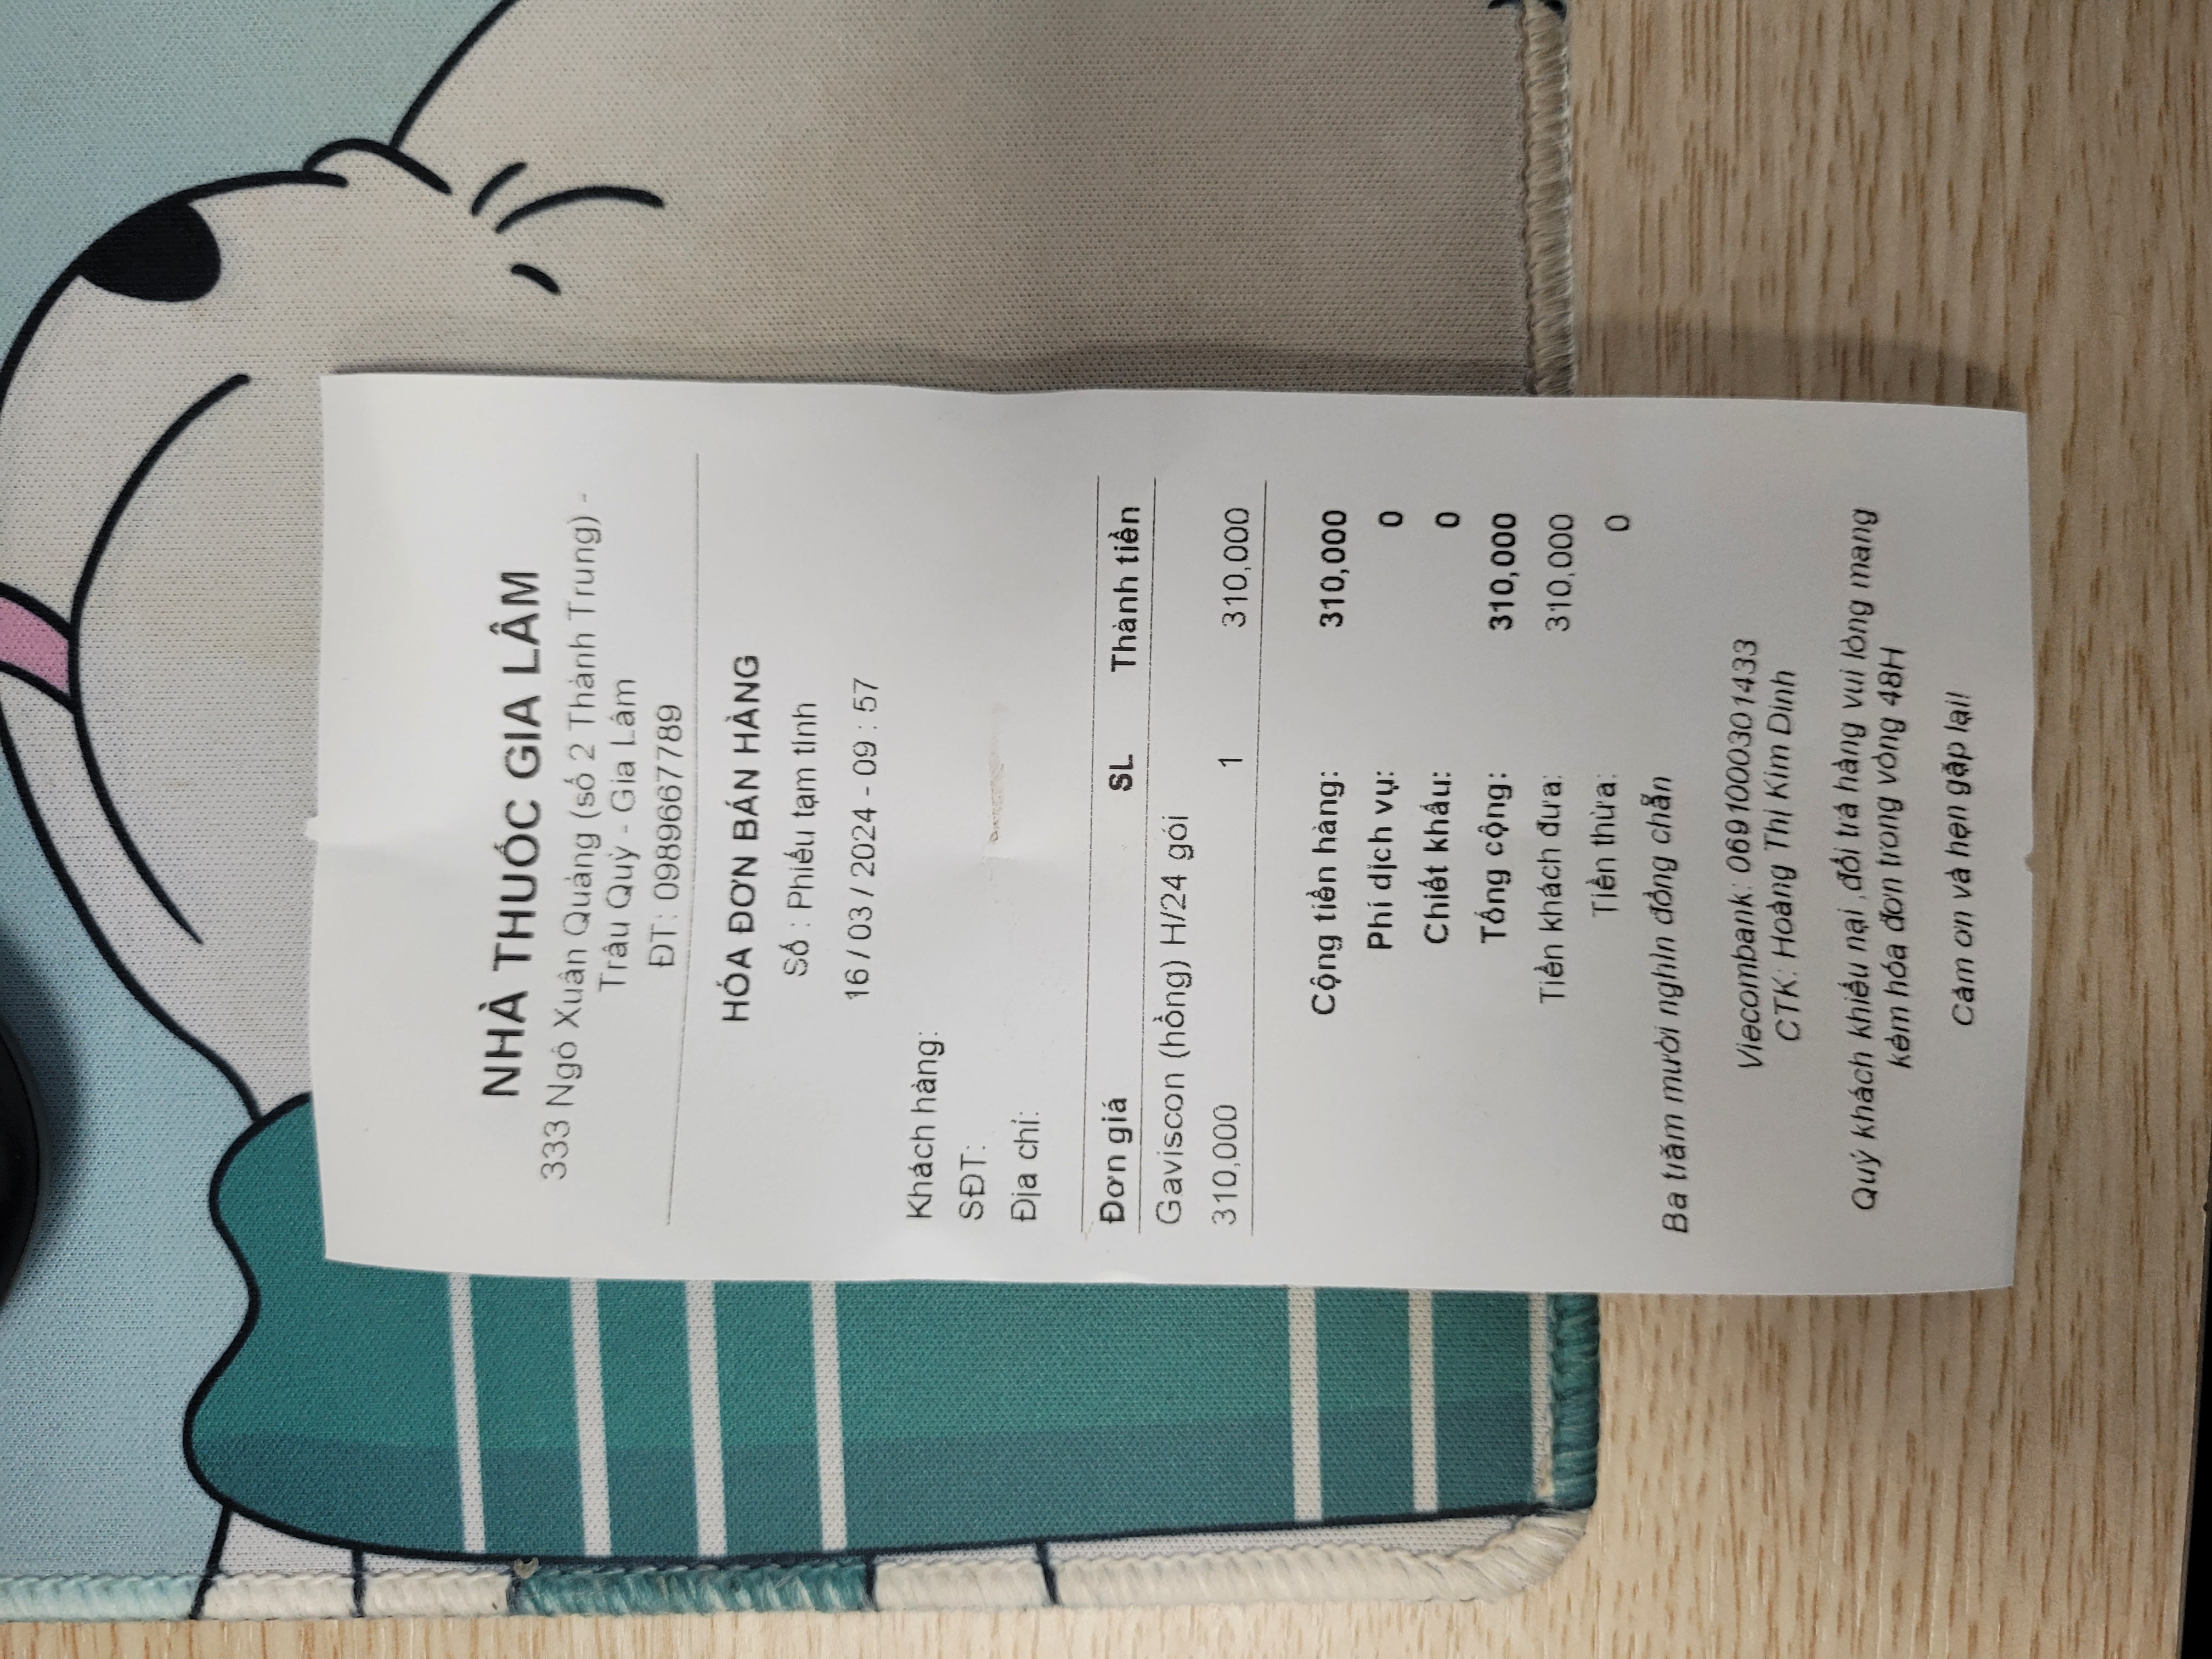 NHÀ THUỐC GIA LÂM
333 Ngô Xuân Quảng (số 2 Thành Trung) -
Trâu Quỳ - Gia Lâm
ĐT: 0989667789
HÓA ĐƠN BÁN HÀNG
Số : Phiếu tạm tính
16 / 03 / 2024 - 09 : 57
Khách hàng:
SĐT:
Địa chỉ:
Đơn giá SL Thành tiền
Gaviscon (hồng) H/24 gói
310,000 1 310,000
Cộng tiền hàng: 310,000
Phí dịch vụ: 0
Chiết khấu: 0
Tổng cộng: 310,000
Tiền khách đưa: 310,000
Tiền thừa: 0
Ba trăm mười nghìn đồng chẵn
Viecombank: 0691000301433
CTK: Hoàng Thị Kim Dinh
Quý khách khiếu nại ,đổi trả hàng vui lòng mang
kèm hóa đơn trong vòng 48H
Cảm ơn và hẹn gặp lại!